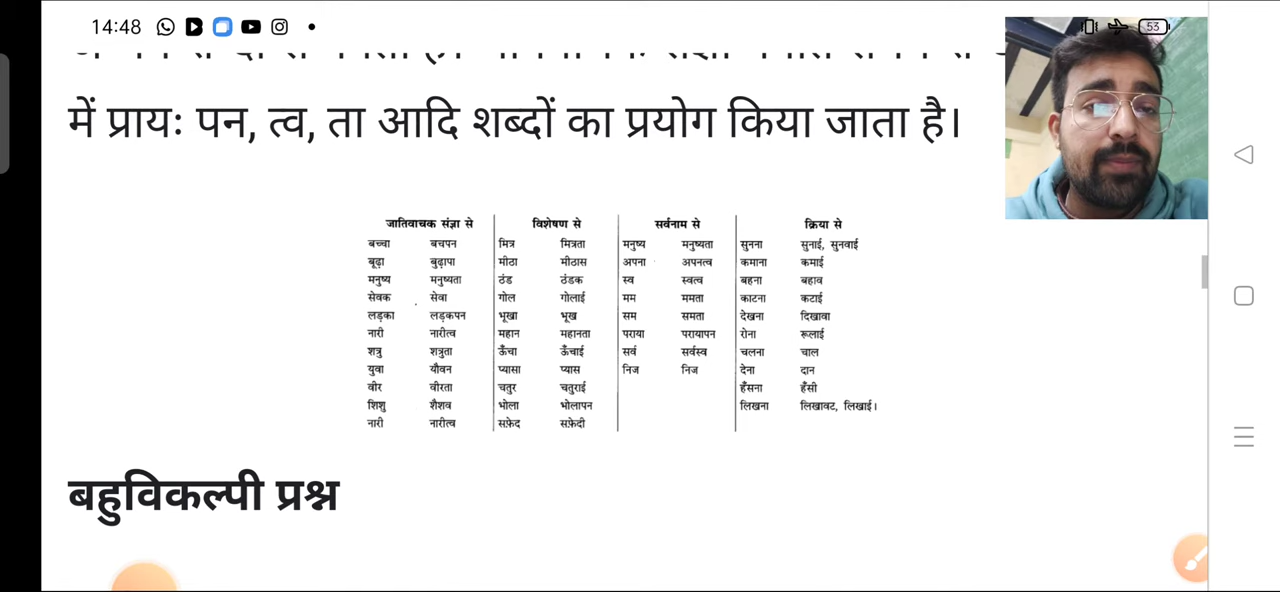 14:48
53
में प्रायः पन, त्व, ता आदि शब्दों का प्रयोग किया जाता है।
जातिवाचक संज्ञा से विशेषण से सर्वनाम से क्रिया से
बच्चा बचपन मित्र मित्रता मनुष्य मनुष्यता सुनना सुनाई, सुनवाई
बूढ़ा बुढ़ापा मीठा मीठास अपना अपनत्व कमाना कमाई
मनुष्य मनुष्यता ठंड ठंडक स्व स्वत्व बहना बहाव
सेवक सेवा गोल गोलाई मम ममता काटना कटाई
लड़का लड़कपन भूखा भूख सम समता देखना दिखावा
नारी नारीत्व महान महानता पराया परायापन रोना रूलाई
शत्रु शत्रुता ऊँचा ऊँचाई सर्व सर्वस्व चलना चाल
युवा यौवन प्यासा प्यास निज निज देना दान
वीर वीरता चतुर चतुराई हँसना हँसी
शिशु शैशव भोला भोलापन लिखना लिखावट, लिखाई।
नारी नारीत्व सफ़ेद सफ़ेदी
बहुविकल्पी प्रश्न